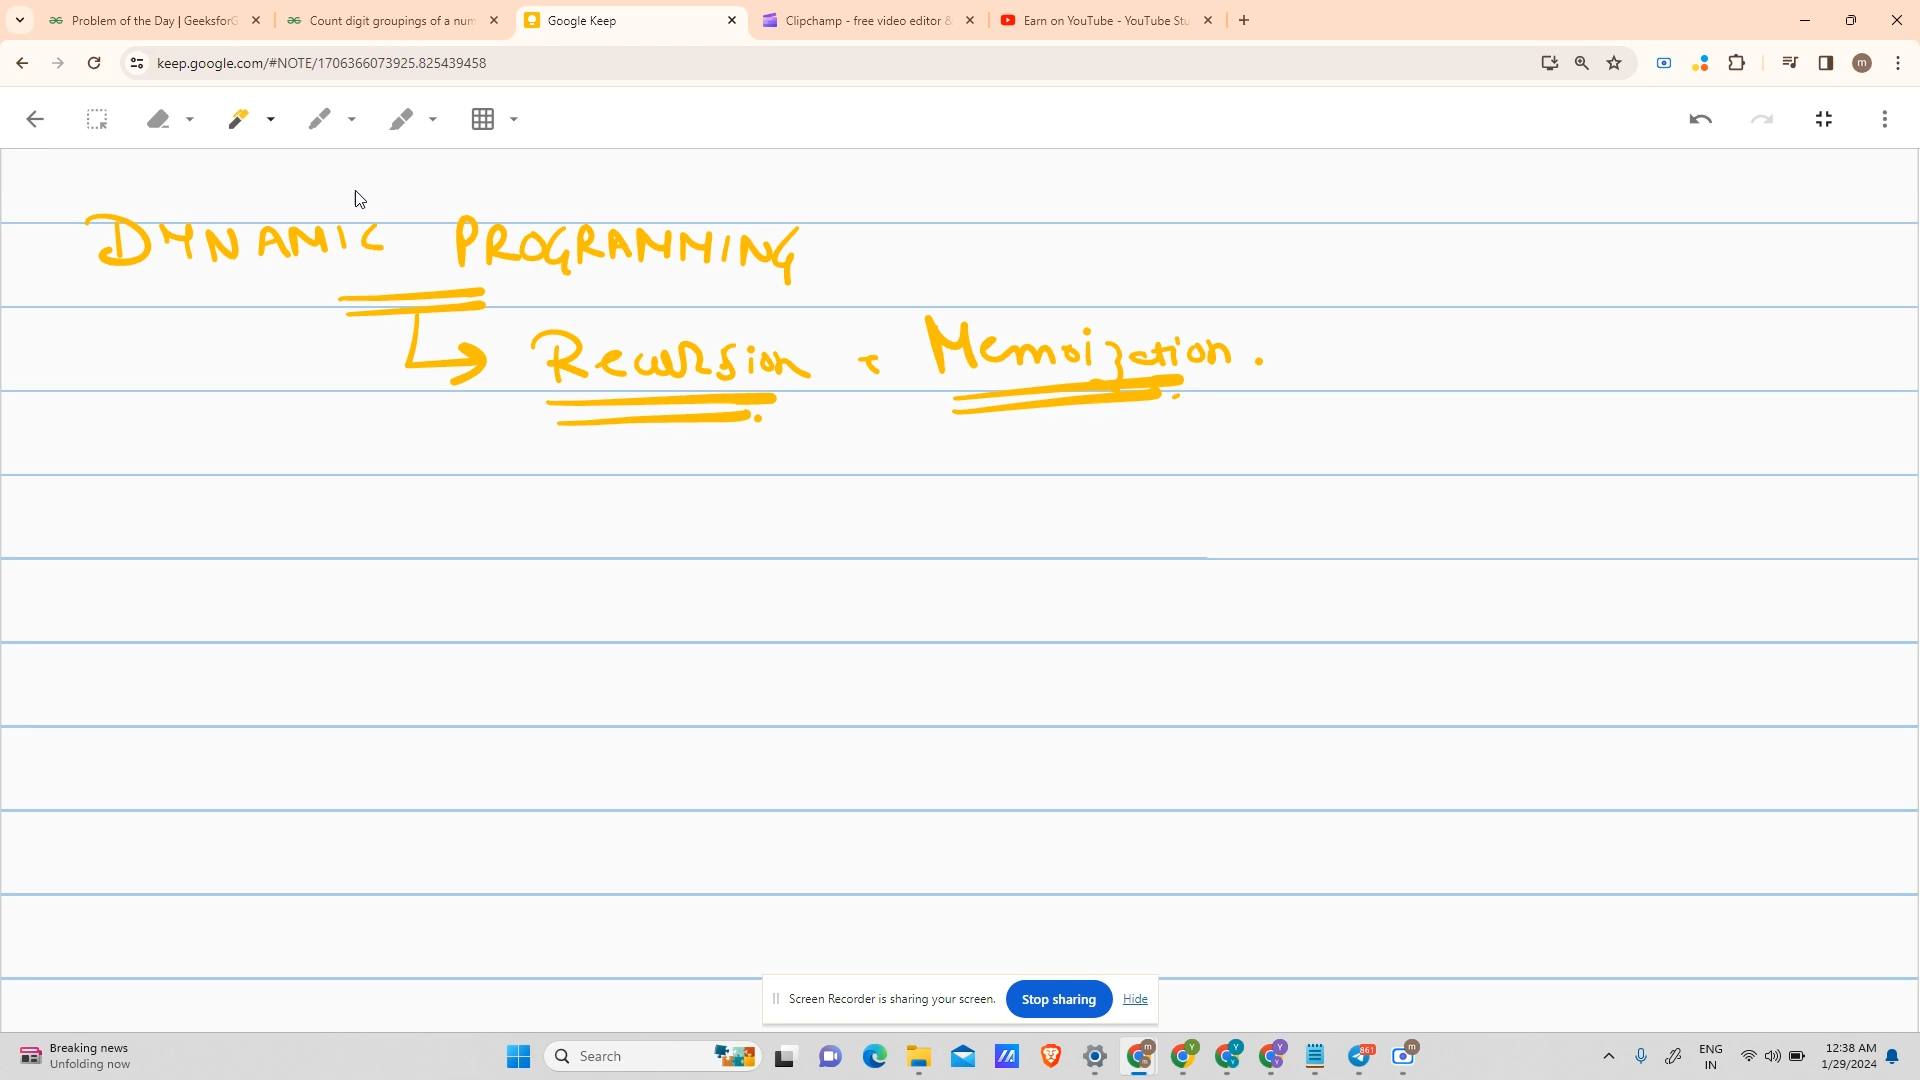 Problem of the Day | GeeksforG
Count digit groupings of a num
Google Keep
Clipchamp - free video editor &
Earn on YouTube - YouTube Stu
keep.google.com/#NOTE/1706366073925.825439458
m
DYNAMIC PROGRAMMING
Recursion + Memoization.
Screen Recorder is sharing your screen.
Stop sharing
Hide
Breaking news
Unfolding now
Search
861
ENG
IN
12:38 AM
1/29/2024